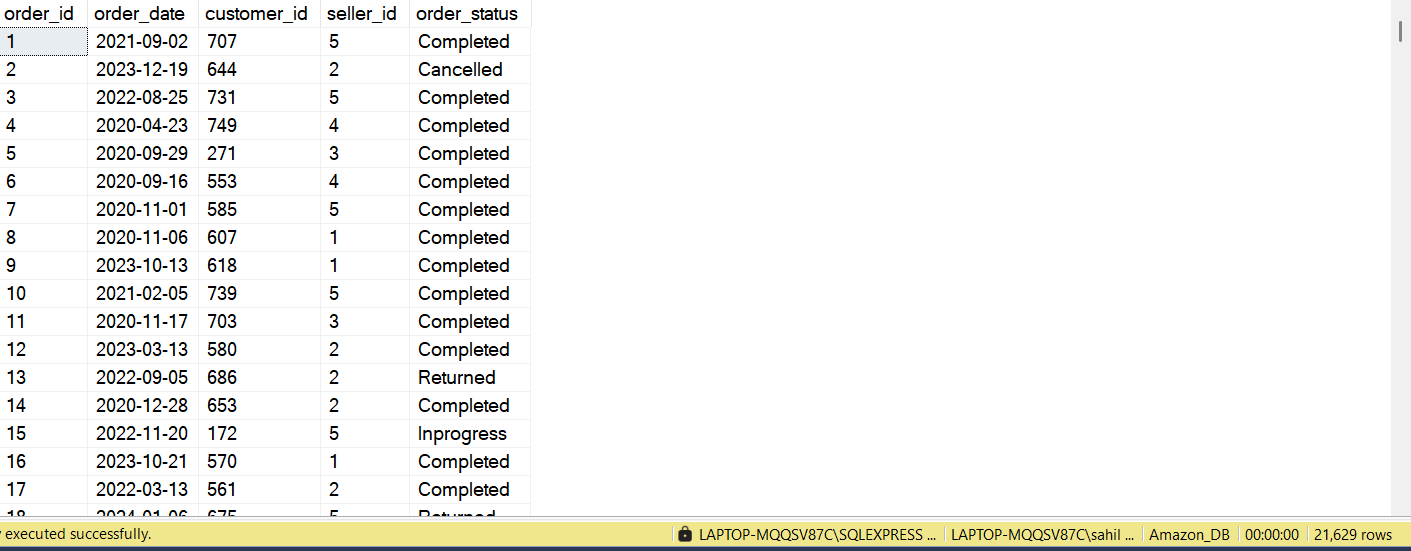 order_id order_date customer_id seller_id order_status
1 2021-09-02 707 5 Completed
2 2023-12-19 644 2 Cancelled
3 2022-08-25 731 5 Completed
4 2020-04-23 749 4 Completed
5 2020-09-29 271 3 Completed
6 2020-09-16 553 4 Completed
7 2020-11-01 585 5 Completed
8 2020-11-06 607 1 Completed
9 2023-10-13 618 1 Completed
10 2021-02-05 739 5 Completed
11 2020-11-17 703 3 Completed
12 2023-03-13 580 2 Completed
13 2022-09-05 686 2 Returned
14 2020-12-28 653 2 Completed
15 2022-11-20 172 5 Inprogress
16 2023-10-21 570 1 Completed
17 2022-03-13 561 2 Completed
18 2024-01-06 675 5 Returned
executed successfully. LAPTOP-MQQSV87C\SQLEXPRESS ... LAPTOP-MQQSV87C\sahil ... Amazon_DB 00:00:00 21,629 rows